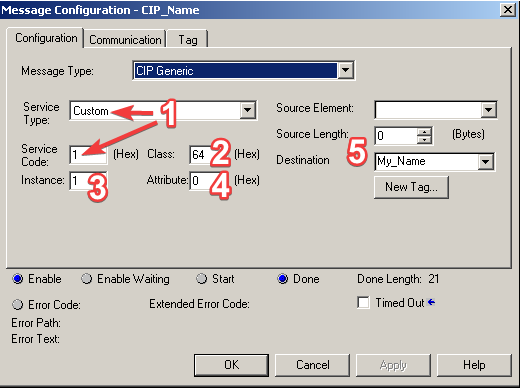 Message Configuration - CIP_Name
Configuration Communication Tag
Message Type: CIP Generic
Service Type: Custom 1
Source Element:
Source Length: 0 (Bytes)
Service Code: 1 (Hex) Class: 64 2 (Hex)
5 Destination My_Name
Instance: 1 3 Attribute: 0 4 (Hex)
New Tag...
Enable Enable Waiting Start Done Done Length: 21
Error Code: Extended Error Code: Timed Out
Error Path:
Error Text:
OK Cancel Apply Help